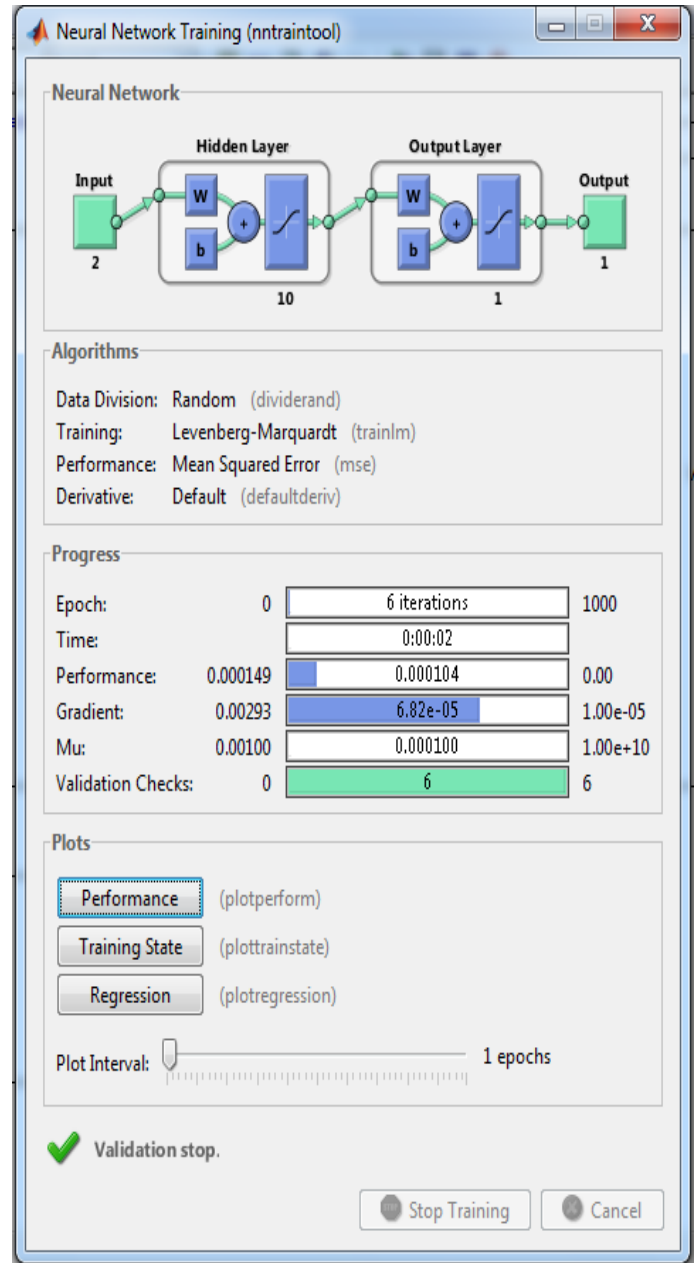 Neural Network Training (nntraintool)
Neural Network
Hidden Layer
Output Layer
Input
Output
W
W
+
+
b
b
2
1
10
1
Algorithms
Data Division: Random (dividerand)
Training: Levenberg-Marquardt (trainlm)
Performance: Mean Squared Error (mse)
Derivative: Default (defaultderiv)
Progress
Epoch: 0 6 iterations 1000
Time: 0:00:02
Performance: 0.000149 0.000104 0.00
Gradient: 0.00293 6.82e-05 1.00e-05
Mu: 0.00100 0.000100 1.00e+10
Validation Checks: 0 6 6
Plots
Performance (plotperform)
Training State (plottrainstate)
Regression (plotregression)
Plot Interval: 1 epochs
Validation stop.
Stop Training Cancel